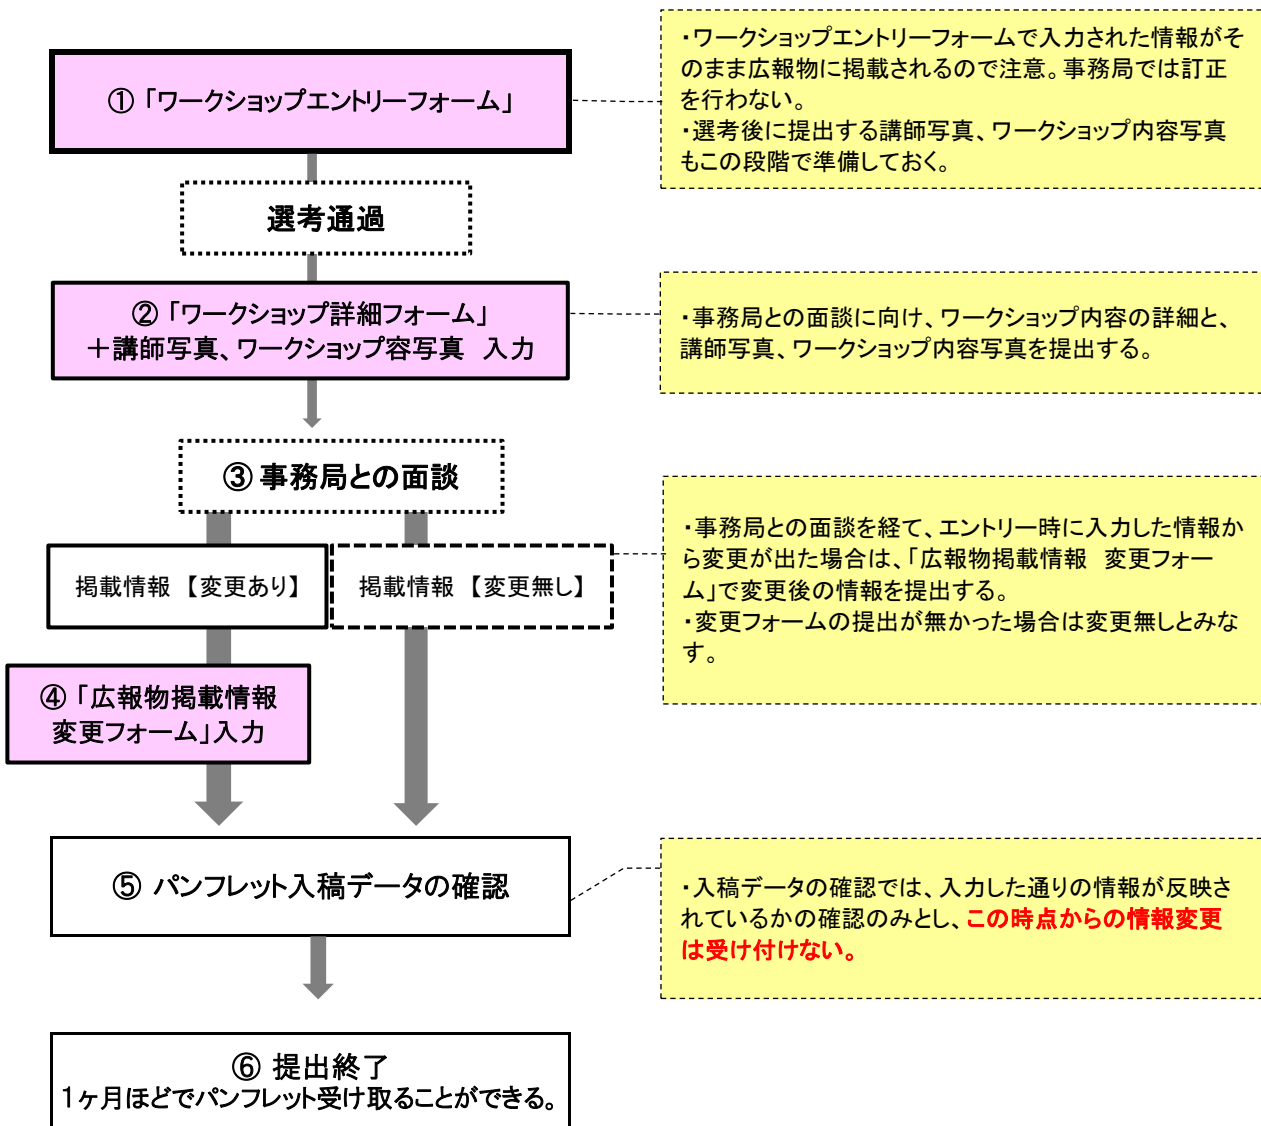 ①「ワークショップエントリーフォーム」
・ワークショップエントリーフォームで入力された情報がそ
のまま広報物に掲載されるので注意。事務局では訂正
を行わない。
・選考後に提出する講師写真、ワークショップ内容写真
もこの段階で準備しておく。
選考通過
②「ワークショップ詳細フォーム」
＋講師写真、ワークショップ容写真　入力
・事務局との面談に向け、ワークショップ内容の詳細と、
講師写真、ワークショップ内容写真を提出する。
③事務局との面談
掲載情報 【変更あり】
掲載情報 【変更無し】
・事務局との面談を経て、エントリー時に入力した情報か
ら変更が出た場合は、「広報物掲載情報　変更フォー
ム」で変更後の情報を提出する。
・変更フォームの提出が無かった場合は変更無しとみな
す。
④「広報物掲載情報
変更フォーム」入力
⑤ パンフレット入稿データの確認
・入稿データの確認では、入力した通りの情報が反映さ
れているかの確認のみとし、この時点からの情報変更
は受け付けない。
⑥ 提出終了
1ヶ月ほどでパンフレット受け取ることができる。